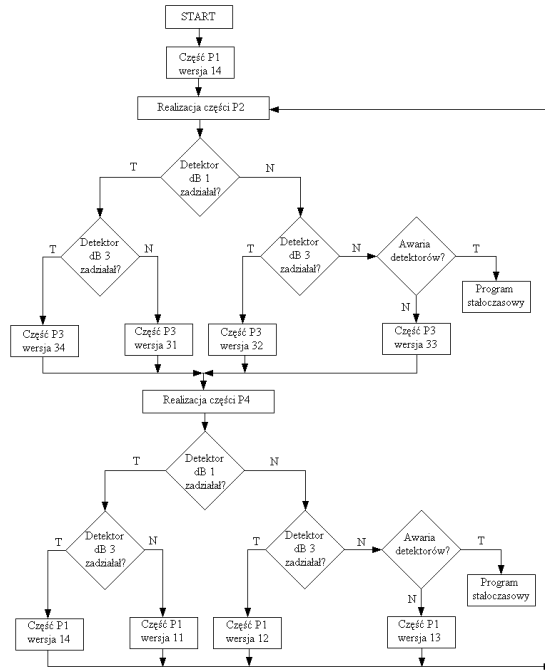 START
Część P1
wersja 14
Realizacja części P2
Detektor
dB 1
zadziałał?
T
N
Detektor
dB 3
zadziałał?
T
N
Detektor
dB 3
zadziałał?
T
N
Awaria
detektorów?
T
N
Program
stałoczasowy
Część P3
wersja 34
Część P3
wersja 31
Część P3
wersja 32
Część P3
wersja 33
Realizacja części P4
Detektor
dB 1
zadziałał?
T
N
Detektor
dB 3
zadziałał?
T
N
Detektor
dB 3
zadziałał?
T
N
Awaria
detektorów?
T
N
Program
stałoczasowy
Część P1
wersja 14
Część P1
wersja 11
Część P1
wersja 12
Część P1
wersja 13